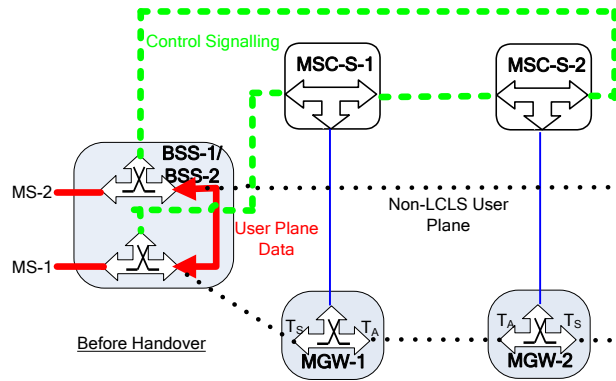 Control Signalling
MSC-S-1
MSC-S-2
BSS-1/
BSS-2
MS-2
Non-LCLS User
Plane
User Plane
Data
MS-1
TS
TA
TA
TS
Before Handover
MGW-1
MGW-2